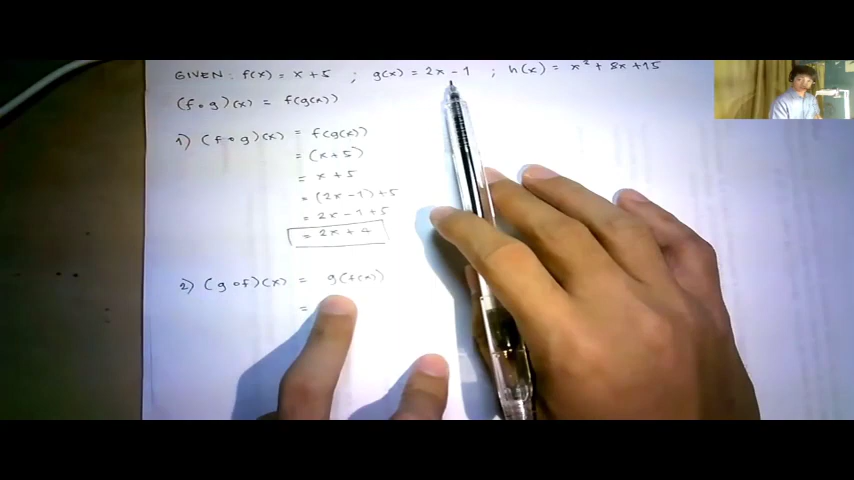 GIVEN: f(x) = x+5 ; g(x) = 2x-1 ; h(x) = x²+8x+15
(f∘g)(x) = f(g(x))
1) (f∘g)(x) = f(g(x))
= (x+5)
= x+5
= (2x-1)+5
= 2x-1+5
= 2x+4
2) (g∘f)(x) = g(f(x))
=